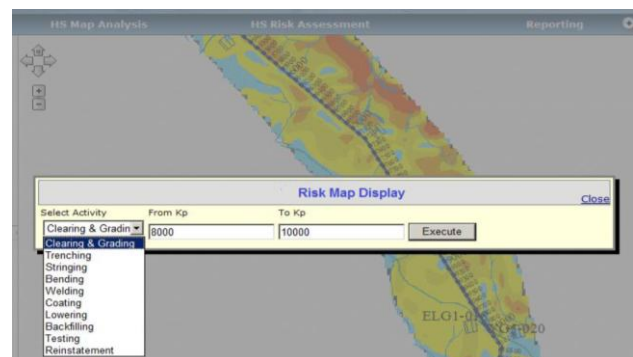 HS Map Analysis HS Risk Assessment Reporting
Risk Map Display
Close
Select Activity From Kp To Kp
Clearing & Gradin 8000 10000 Execute
Clearing & Grading
Trenching
Stringing
Bending
Welding
Coating
Lowering
Backfilling
Testing
Reinstatement